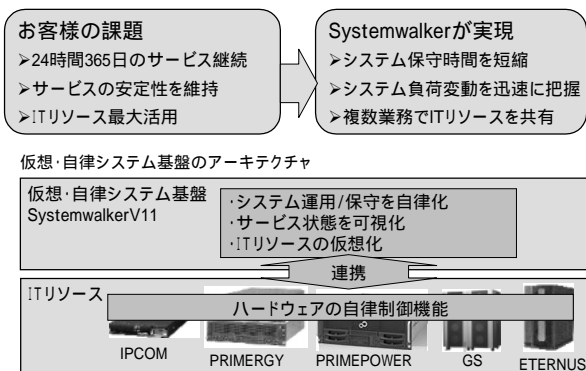 お客様の課題
➢24時間365日のサービス継続
➢サービスの安定性を維持
➢ITリソース最大活用
Systemwalkerが実現
➢システム保守時間を短縮
➢システム負荷変動を迅速に把握
➢複数業務でITリソースを共有
仮想・自律システム基盤のアーキテクチャ
仮想・自律システム基盤
SystemwalkerV11
・システム運用/保守を自律化
・サービス状態を可視化
・ITリソースの仮想化
連携
ITリソース
ハードウェアの自律制御機能
IPCOM
PRIMERGY
PRIMEPOWER
GS
ETERNUS